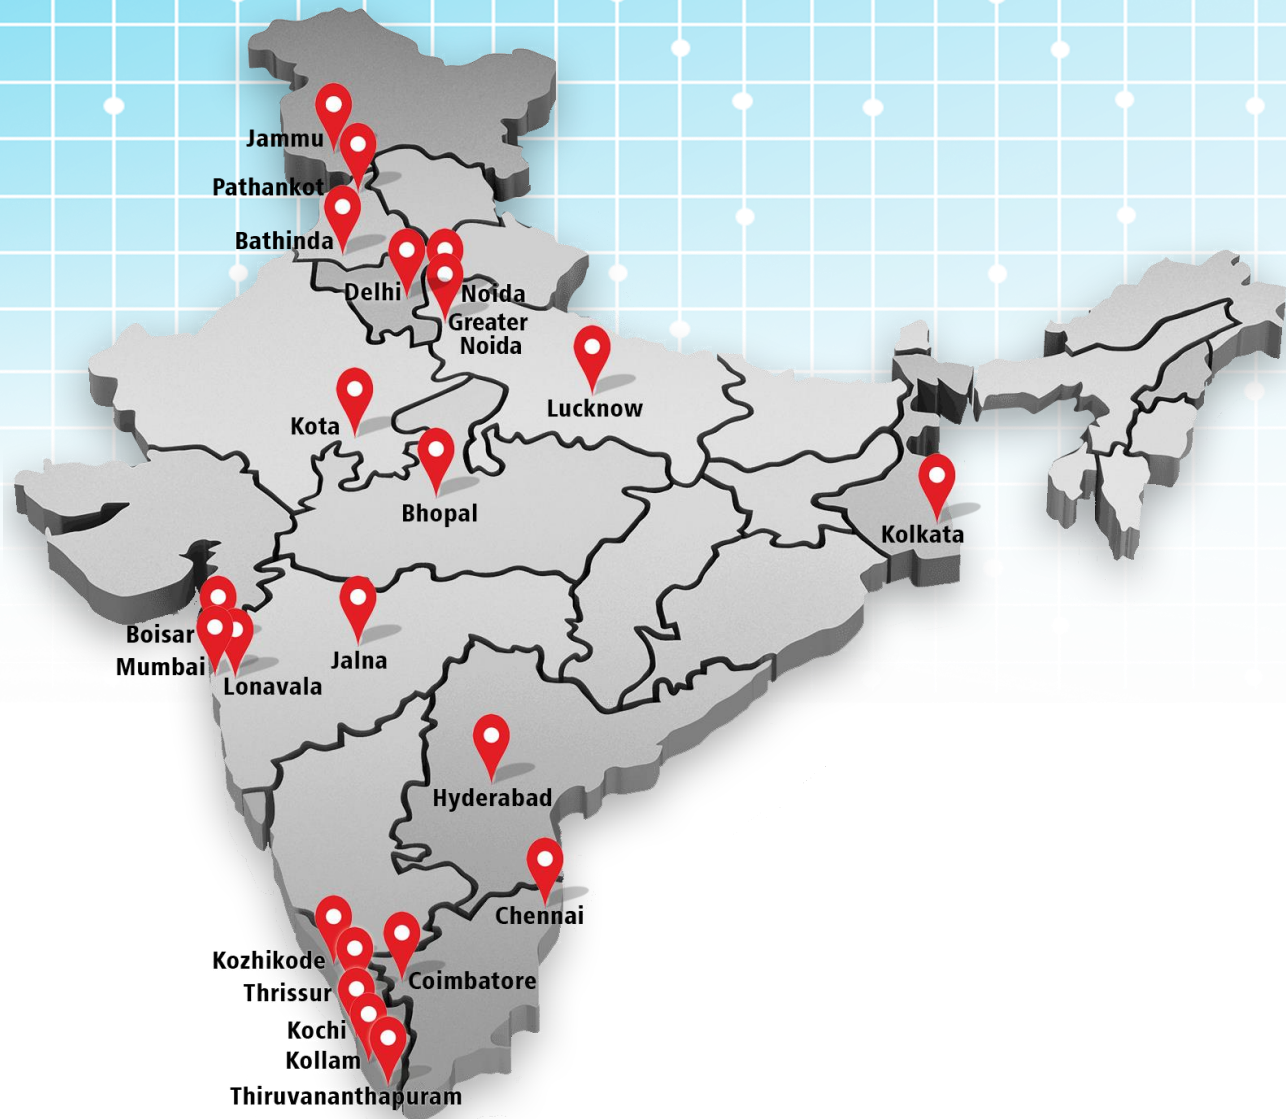 Jammu
Pathankot
Bathinda
Delhi
Noida
Greater
Noida
Lucknow
Kota
Bhopal
Kolkata
Boisar
Mumbai
Lonavala
Jalna
Hyderabad
Chennai
Kozhikode
Coimbatore
Thrissur
Kochi
Kollam
Thiruvananthapuram